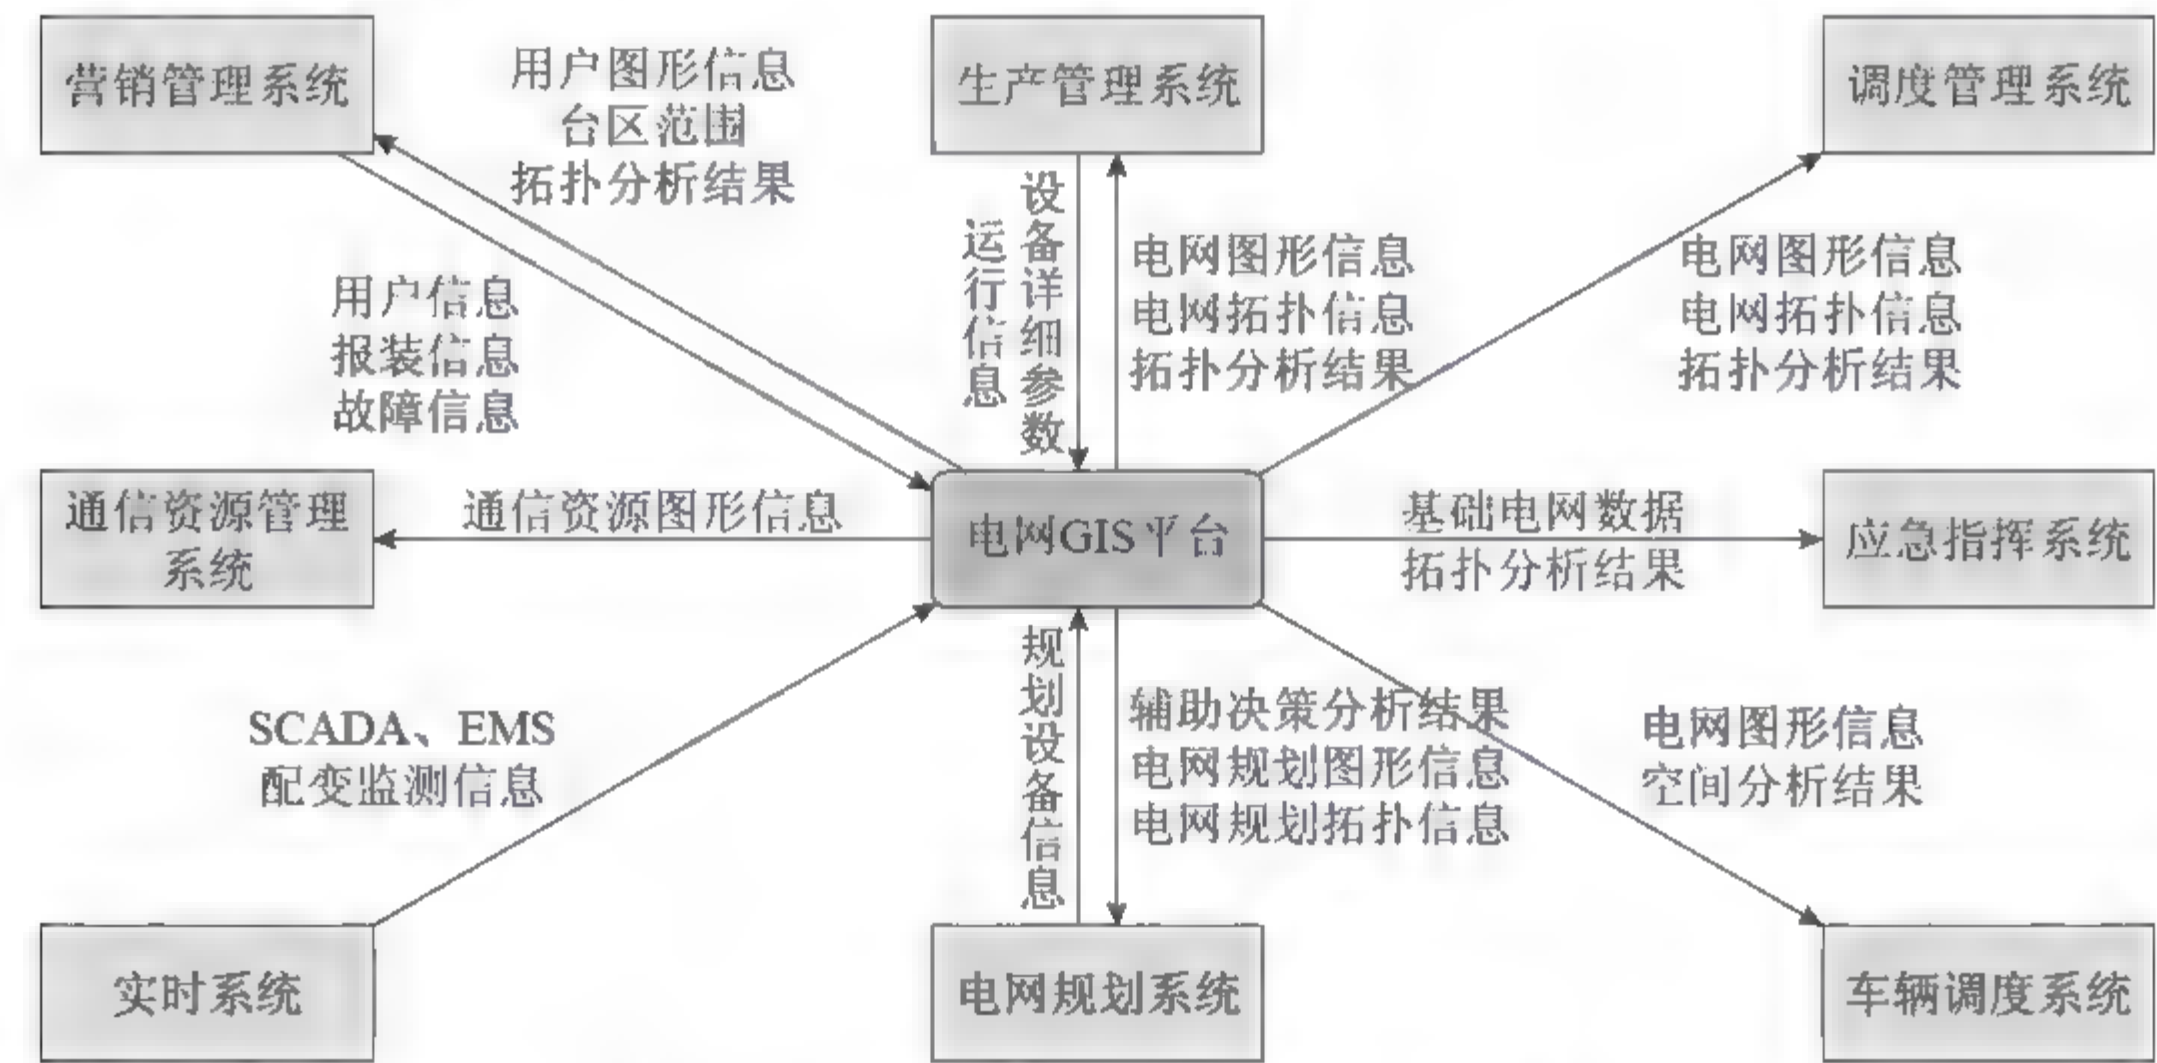 营销管理系统
用户图形信息
台区范围
拓扑分析结果
生产管理系统
调度管理系统
用户信息
报装信息
故障信息
运行信息
设备详细参数
电网图形信息
电网拓扑信息
拓扑分析结果
电网图形信息
电网拓扑信息
拓扑分析结果
通信资源管理
系统
通信资源图形信息
电网GIS平台
基础电网数据
拓扑分析结果
应急指挥系统
SCADA、EMS
配变监测信息
规划设备信息
辅助决策分析结果
电网规划图形信息
电网规划拓扑信息
电网图形信息
空间分析结果
实时系统
电网规划系统
车辆调度系统